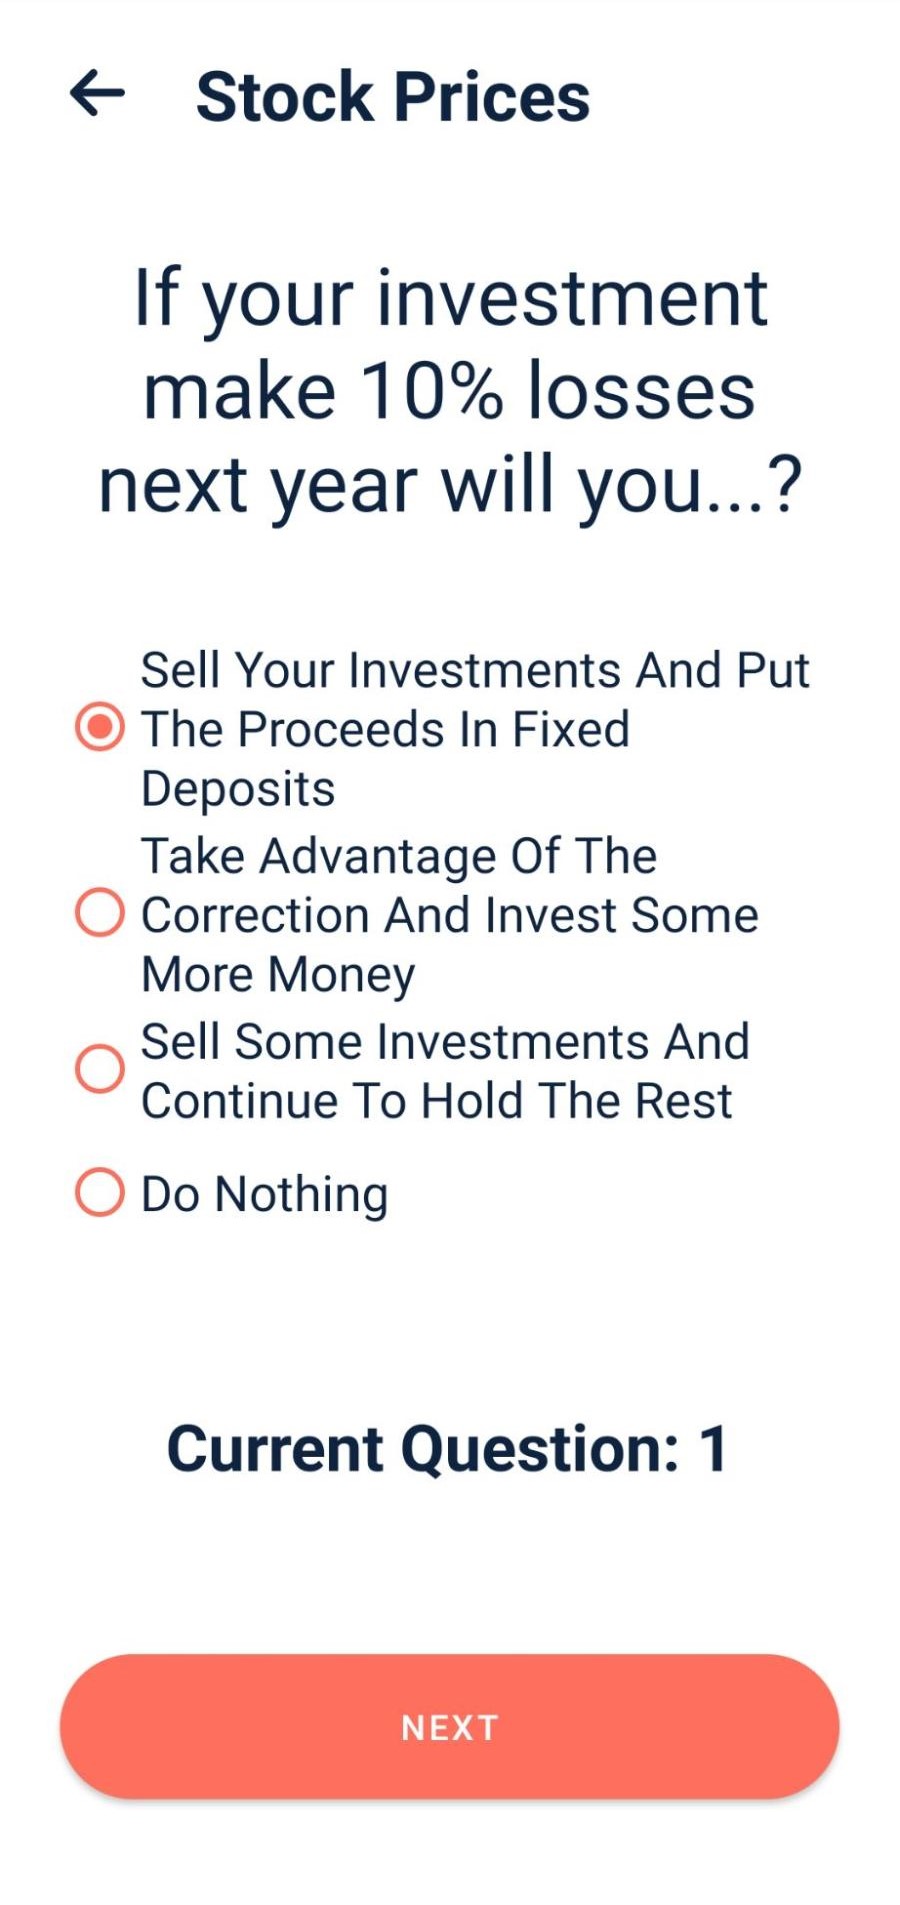 Stock Prices
If your investment
make 10% losses
next year will you...?
Sell Your Investments And Put
The Proceeds In Fixed
Deposits
Take Advantage Of The
Correction And Invest Some
More Money
Sell Some Investments And
Continue To Hold The Rest
Do Nothing
Current Question: 1
NEXT